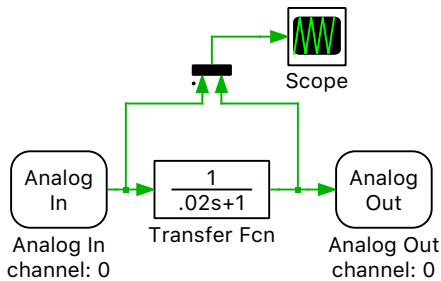 Scope
Analog
In
1
.02s+1
Analog
Out
Analog In
channel: 0
Transfer Fcn
Analog Out
channel: 0